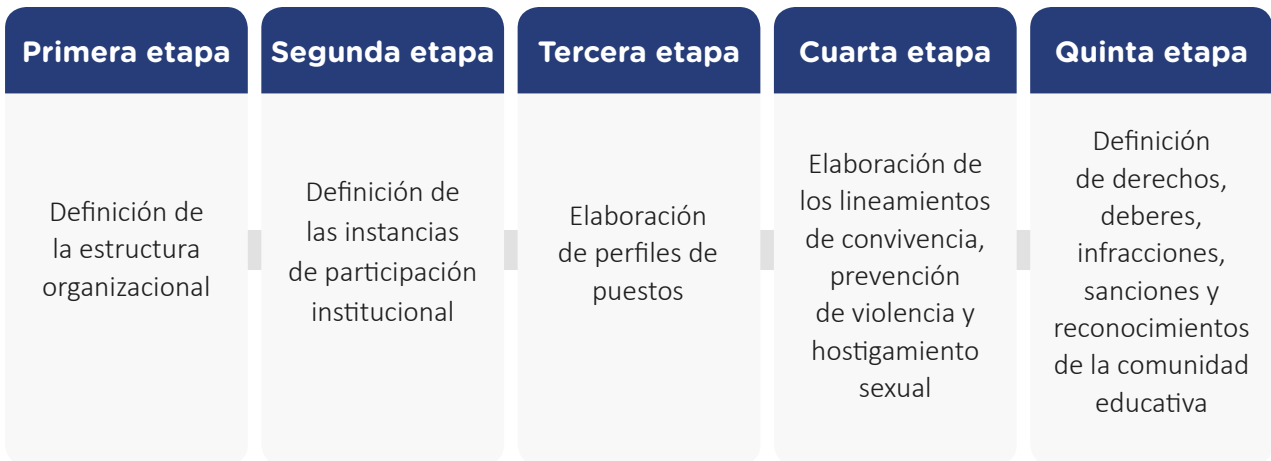 Primera etapa
Definición de
la estructura
organizacional
Segunda etapa
Definición de
las instancias
de participación
institucional
Tercera etapa
Elaboración
de perfiles de
puestos
Cuarta etapa
Elaboración de
los lineamientos
de convivencia,
prevención
de violencia y
hostigamiento
sexual
Quinta etapa
Definición
de derechos,
deberes,
infracciones,
sanciones y
reconocimientos
de la comunidad
educativa